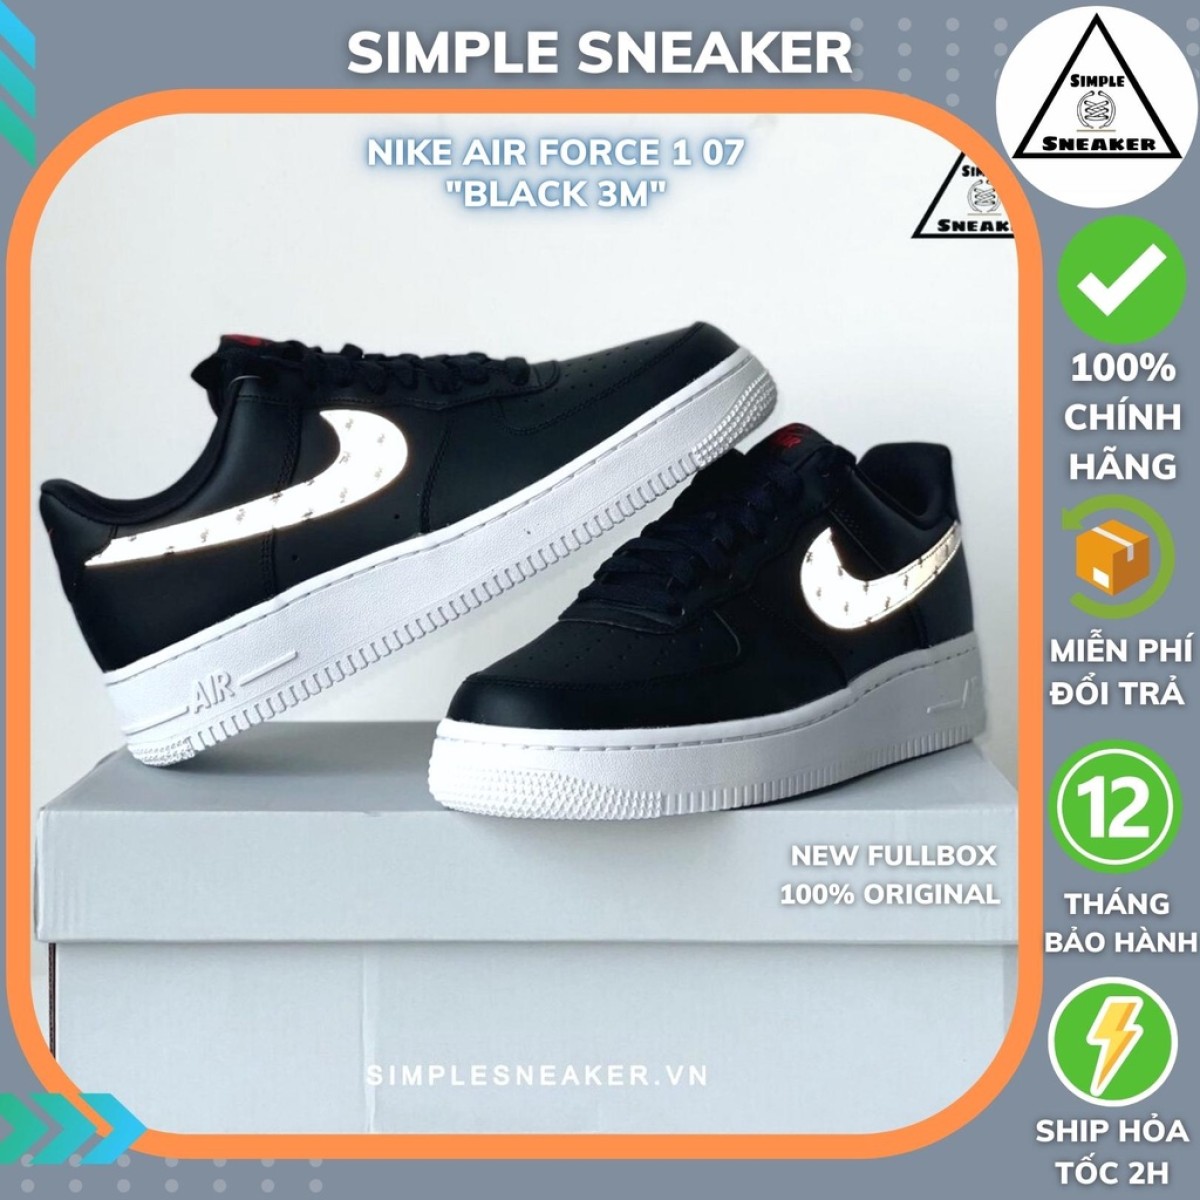 SIMPLE SNEAKER
SIMPLE
SNEAKER
NIKE AIR FORCE 1 07
"BLACK 3M"
100%
CHÍNH
HÃNG
MIỄN PHÍ
ĐỔI TRẢ
12
THÁNG
BẢO HÀNH
SHIP HỎA
TỐC 2H
AIR
NEW FULLBOX
100% ORIGINAL
SIMPLESNEAKER.VN